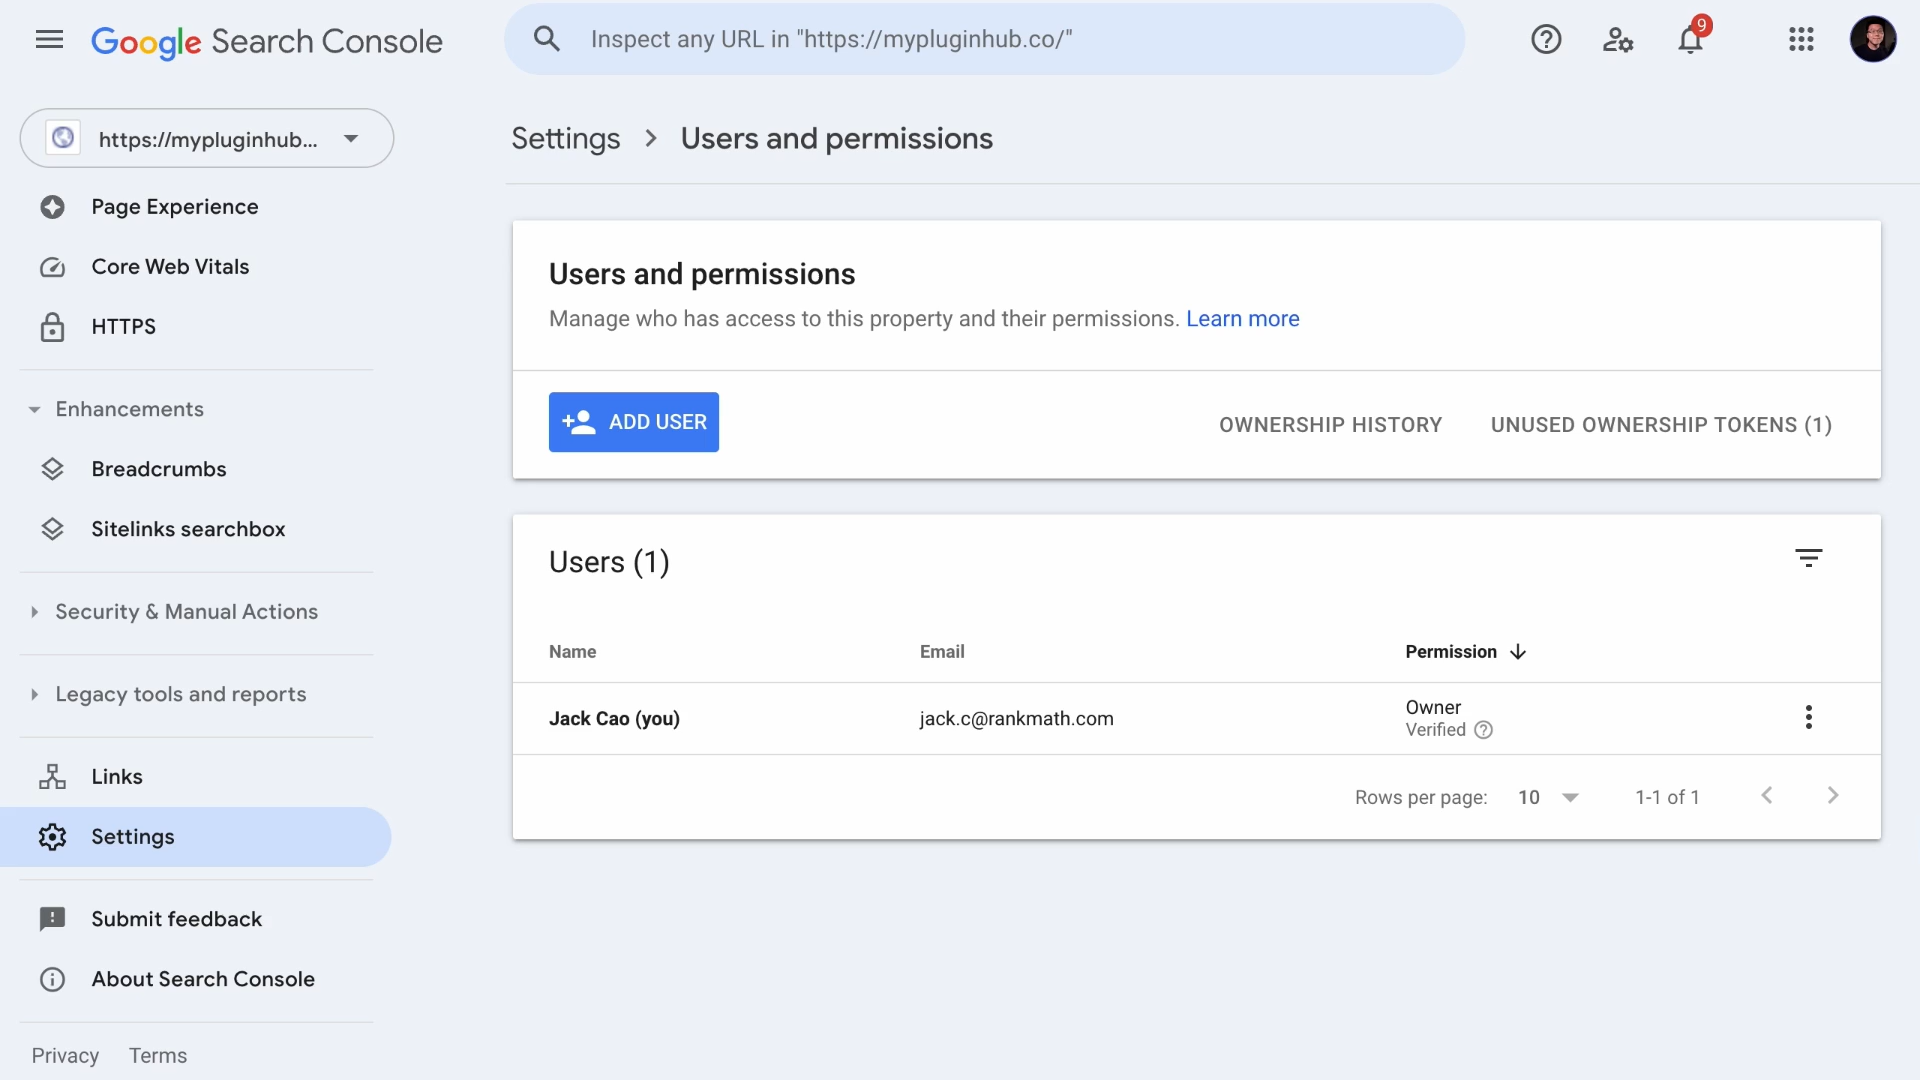 Google Search Console
Inspect any URL in "https://mypluginhub.co/"
9
https://mypluginhub...
Settings > Users and permissions
Page Experience
Core Web Vitals
HTTPS
Enhancements
Breadcrumbs
Sitelinks searchbox
Security & Manual Actions
Legacy tools and reports
Links
Settings
Submit feedback
About Search Console
Privacy Terms
Users and permissions
Manage who has access to this property and their permissions. Learn more
ADD USER
OWNERSHIP HISTORY UNUSED OWNERSHIP TOKENS (1)
Users (1)
Name Email Permission
Jack Cao (you) jack.c@rankmath.com Owner
Verified
Rows per page: 10 1-1 of 1